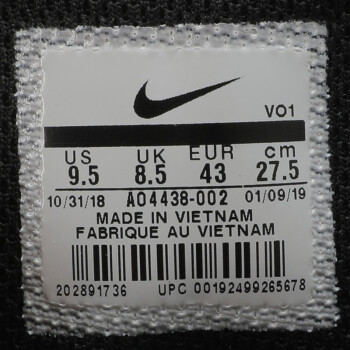 VO1
US UK EUR cm
9.5 8.5 43 27.5
10/31/18 AO4438-002 01/09/19
MADE IN VIETNAM
FABRIQUE AU VIETNAM
202891736 UPC 00192499265678